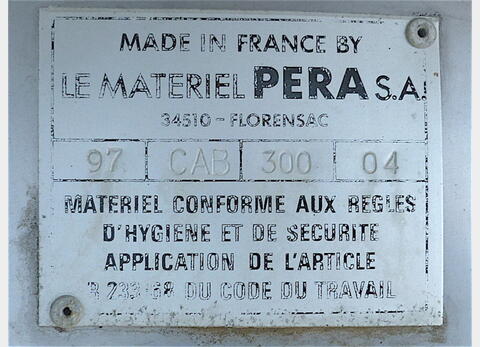 MADE IN FRANCE BY
LE MATERIEL PERA S.A.
34510 - FLORENSAC
97 CAB 300 04
MATERIEL CONFORME AUX REGLES
D'HYGIENE ET DE SECURITE
APPLICATION DE L'ARTICLE
DU CODE DU TRAVAIL